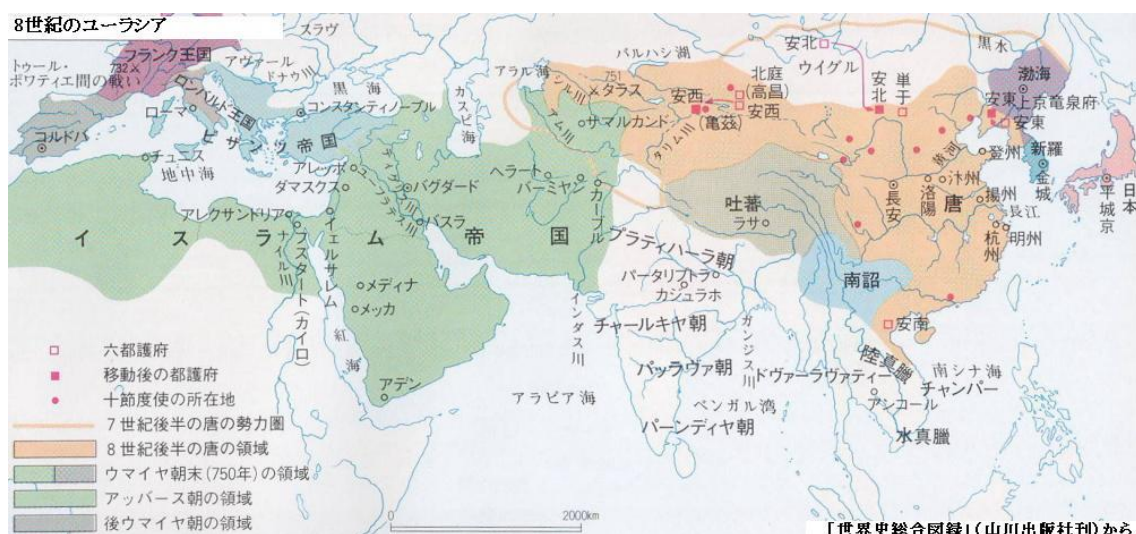 8世紀のユーラシア
トゥール・
ポワティエ間の戦い
732
フランク王国
スラヴ
アヴァール
ドナウ川
黒海
ローマ
ロンバルド王国
コンスタンティノープル
ビザンツ帝国
コルドバ
チュニス
地中海
アレッポ
ダマスクス
ユーフラテス川
ティグリス川
バグダード
バスラ
アレクサンドリア
ナイル川
フスタート(カイロ)
イェルサレム
イスラム帝国
メディナ
メッカ
紅海
アデン
カスピ海
アラル海
シル川
アム川
バルハシ湖
751
タラス
サマルカンド
ヘラート
バーミヤン
カーブル
タリム川
安西
(亀茲)
北庭
(高昌)
安西
安北
ウイグル
安北
単于
黒水
渤海
上京竜泉府
安東
安東
新羅
金城
日本
平城京
登州
黄河
汴州
洛陽
長安
唐
揚州
長江
杭州
明州
吐蕃
ラサ
南詔
安南
プラティハーラ朝
パータリプトラ
カジュラホ
チャールキヤ朝
ガンジス川
インダス川
パッラヴァ朝
パーンディヤ朝
ベンガル湾
アラビア海
ドヴァーラヴァティー
陸真臘
南シナ海
チャンパー
アンコール
水真臘
六都護府
移動後の都護府
十節度使の所在地
7世紀後半の唐の勢力圏
8世紀後半の唐の領域
ウマイヤ朝末(750年)の領域
アッバース朝の領域
後ウマイヤ朝の領域
0 2000km
「世界史総合図録」(山川出版社刊)から